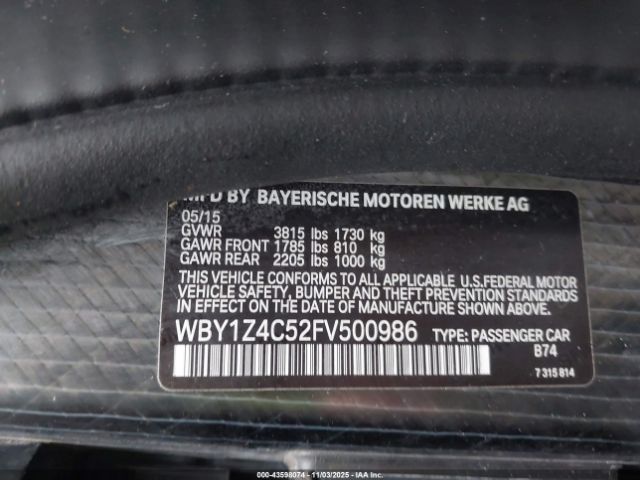 MFD BY BAYERISCHE MOTOREN WERKE AG
05/15
GVWR 3815 lbs 1730 kg
GAWR FRONT 1785 lbs 810 kg
GAWR REAR 2205 lbs 1000 kg
THIS VEHICLE CONFORMS TO ALL APPLICABLE U.S.FEDERAL MOTOR
VEHICLE SAFETY, BUMPER AND THEFT PREVENTION STANDARDS
IN EFFECT ON THE DATE OF MANUFACTURE SHOWN ABOVE.
WBY1Z4C52FV500986 TYPE: PASSENGER CAR
B74
7 315 814
000-43598074 - 11/03/2025 - © IAA Inc. All Rights Reserved